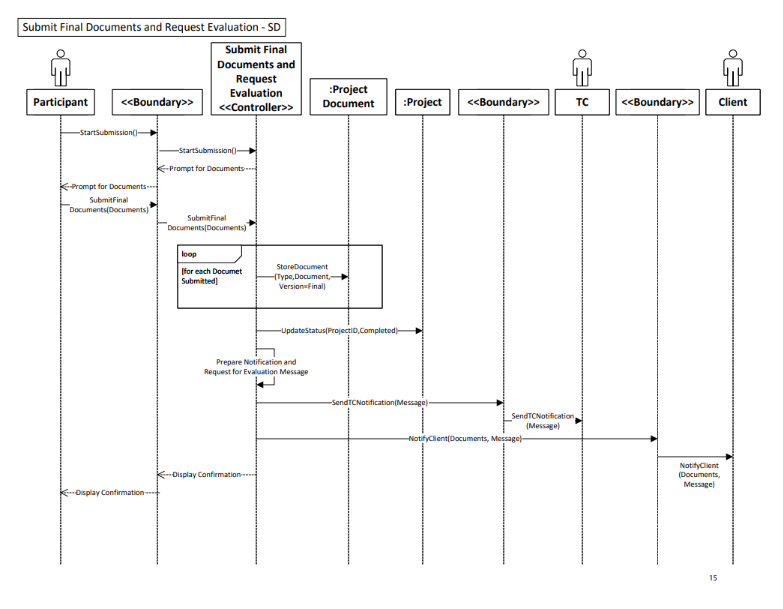 Submit Final Documents and Request Evaluation - SD
Participant
<<Boundary>>
Submit Final
Documents and
Request
Evaluation
<<Controller>>
:Project
Document
:Project
<<Boundary>>
TC
<<Boundary>>
Client
StartSubmission()
StartSubmission()
Prompt for Documents
Prompt for Documents
SubmitFinal
Documents(Documents)
SubmitFinal
Documents(Documents)
loop
[for each Documet
Submitted]
StoreDocument
(Type,Document,
Version=Final)
UpdateStatus(ProjectID,Completed)
Prepare Notification and
Request for Evaluation Message
SendTCNotification(Message)
SendTCNotification
(Message)
NotifyClient(Documents, Message)
NotifyClient
(Documents,
Message)
Display Confirmation
Display Confirmation
15